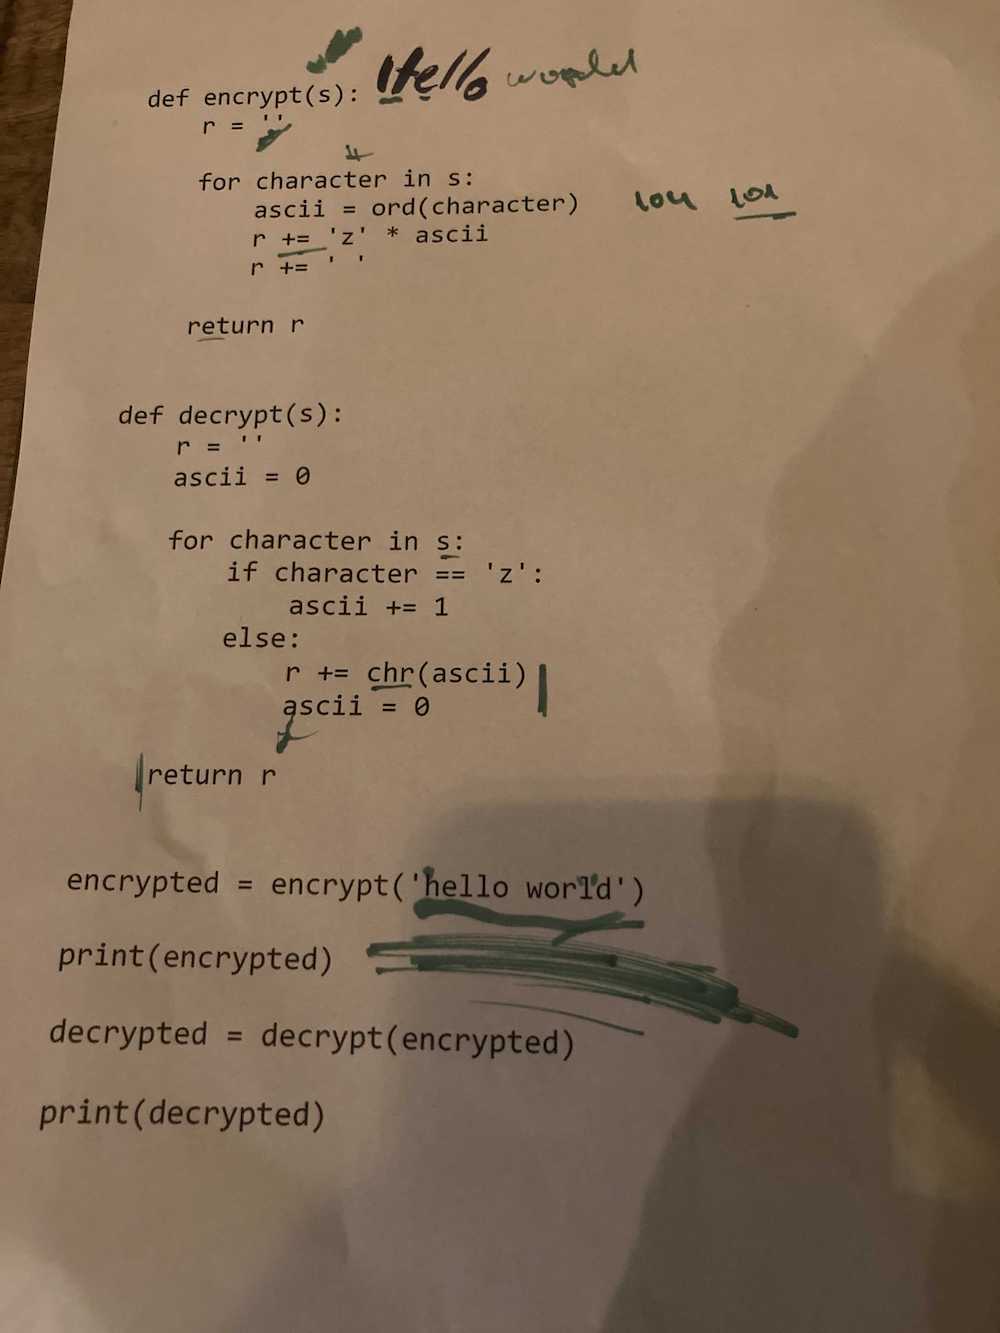 Hello world
def encrypt(s):
    r = ''
    for character in s:
        ascii = ord(character)
104 101
        r += 'z' * ascii
        r += ' '
    return r
def decrypt(s):
    r = ''
    ascii = 0
    for character in s:
        if character == 'z':
            ascii += 1
        else:
            r += chr(ascii)
            ascii = 0
    return r
encrypted = encrypt('hello world')
print(encrypted)
decrypted = decrypt(encrypted)
print(decrypted)